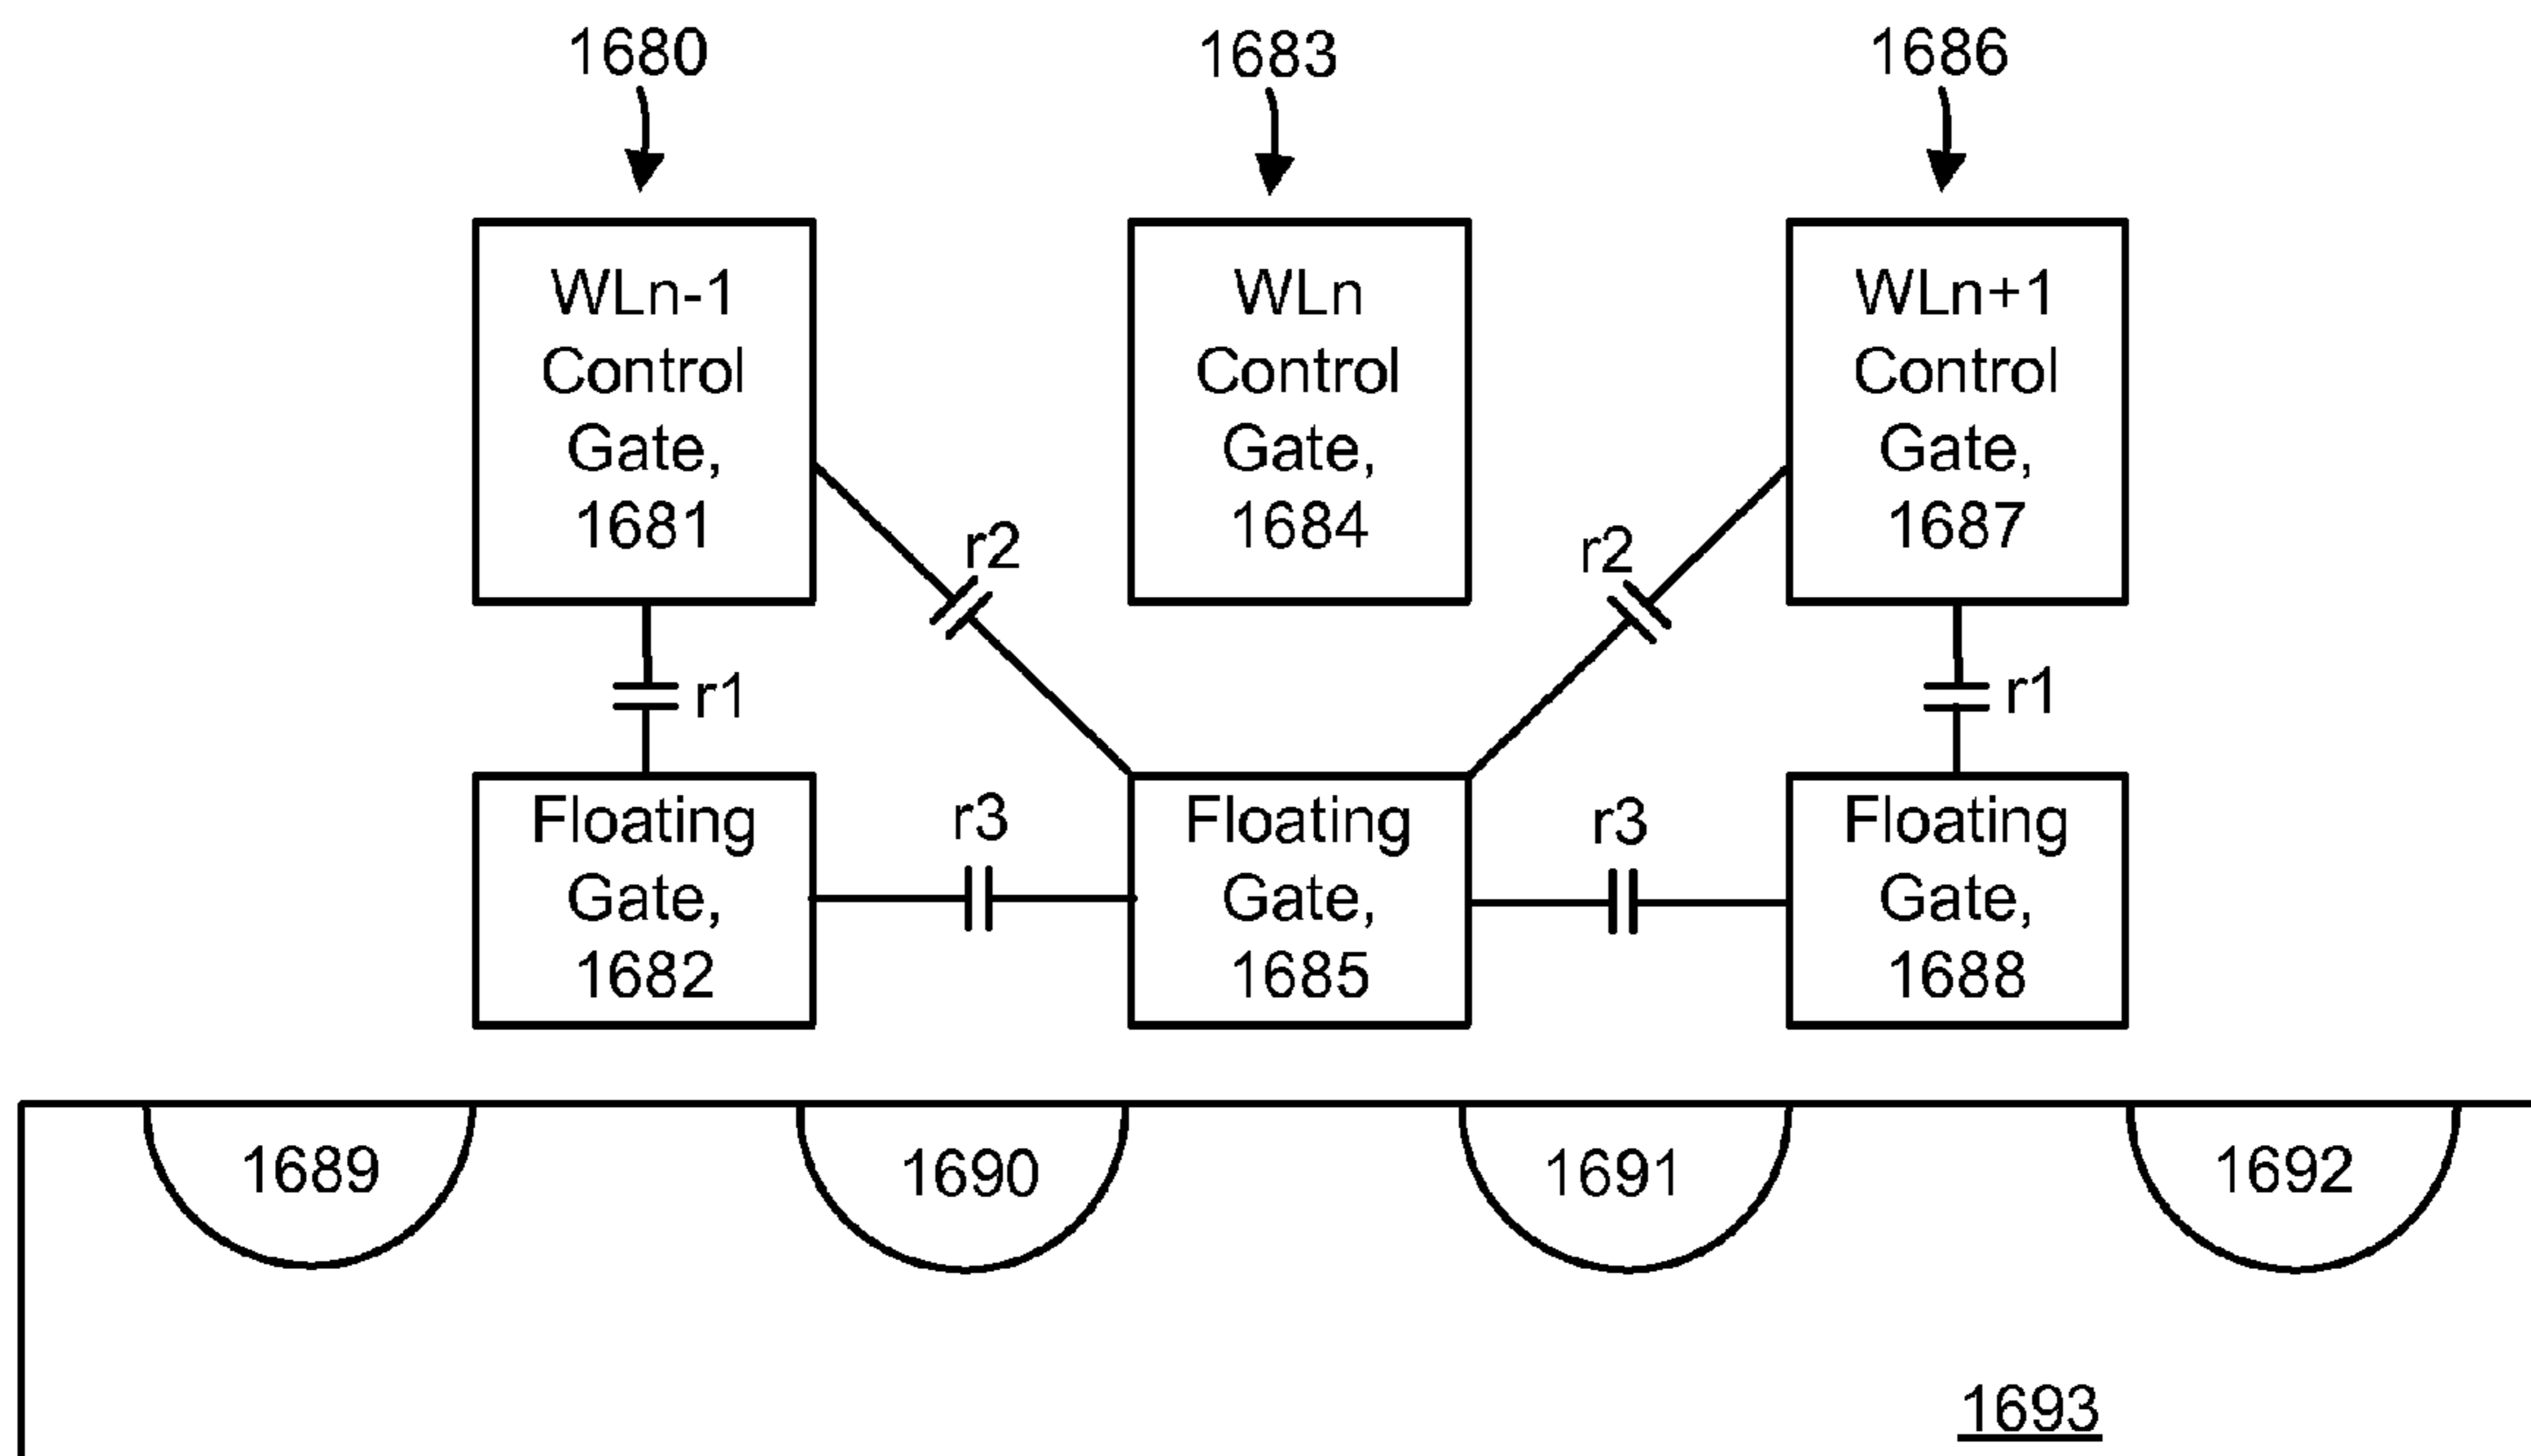 1680
1683
1686
WLn-1
Control
Gate,
1681
WLn
Control
Gate,
1684
WLn+1
Control
Gate,
1687
r2
r2
r1
r1
Floating
Gate,
1682
r3
Floating
Gate,
1685
r3
Floating
Gate,
1688
1689
1690
1691
1692
1693